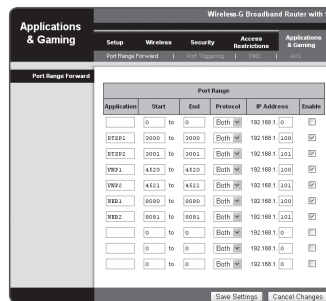 Wireless-G Broadband Router with
Applications & Gaming
Setup Wireless Security Access Restrictions Applications & Gaming
Port Range Forward | Port Triggering | DMZ | QoS
Port Range Forward
Port Range
Application Start End Protocol IP Address Enable
0 to 0 Both 192.168.1. 0
RTSP1 3000 to 3000 Both 192.168.1. 100
RTSP2 3001 to 3001 Both 192.168.1. 101
VNP1 4520 to 4520 Both 192.168.1. 100
VNP2 4521 to 4521 Both 192.168.1. 101
WEB1 8080 to 8080 Both 192.168.1. 100
WEB2 8081 to 8081 Both 192.168.1. 101
0 to 0 Both 192.168.1. 0
0 to 0 Both 192.168.1. 0
0 to 0 Both 192.168.1. 0
Save Settings Cancel Changes